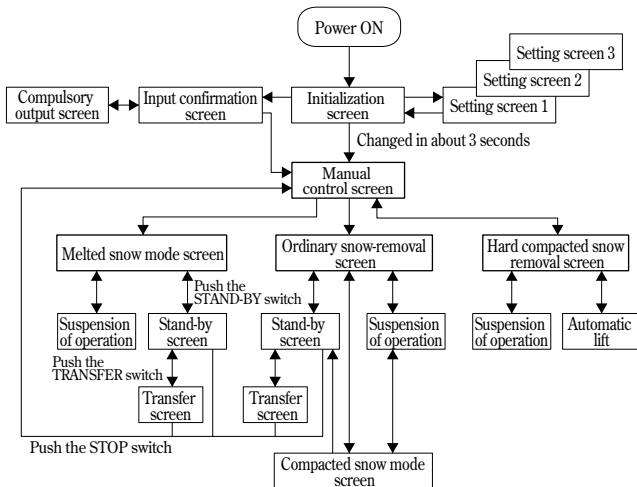 Power ON
Setting screen 3
Setting screen 2
Setting screen 1
Compulsory
output screen
Input confirmation
screen
Initialization
screen
Changed in about 3 seconds
Manual
control screen
Melted snow mode screen
Ordinary snow-removal
screen
Hard compacted snow
removal screen
Push the
STAND-BY switch
Suspension
of operation
Stand-by
screen
Stand-by
screen
Suspension
of operation
Suspension
of operation
Automatic
lift
Push the
TRANSFER switch
Transfer
screen
Transfer
screen
Push the STOP switch
Compacted snow mode
screen